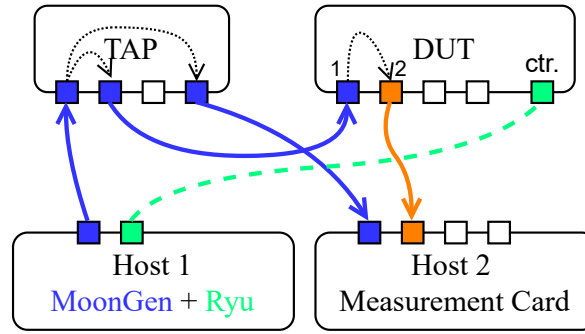 TAP
DUT
ctr.
1
2
Host 1
MoonGen + Ryu
Host 2
Measurement Card